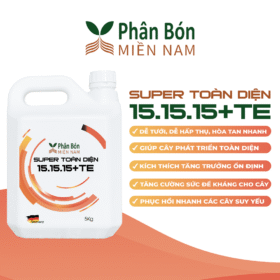 Phân Bón
MIỀN NAM
SUPER TOÀN DIỆN
15.15.15+TE
DỄ TƯỚI, DỄ HẤP THỤ, HÒA TAN NHANH
GIÚP CÂY PHÁT TRIỂN TOÀN DIỆN
KÍCH THÍCH TĂNG TRƯỞNG ỔN ĐỊNH
TĂNG CƯỜNG SỨC ĐỀ KHÁNG CHO CÂY
PHỤC HỒI NHANH CÁC CÂY SUY YẾU
Phân Bón
MIỀN NAM
SUPER TOÀN DIỆN
15.15.15+TE
5KG